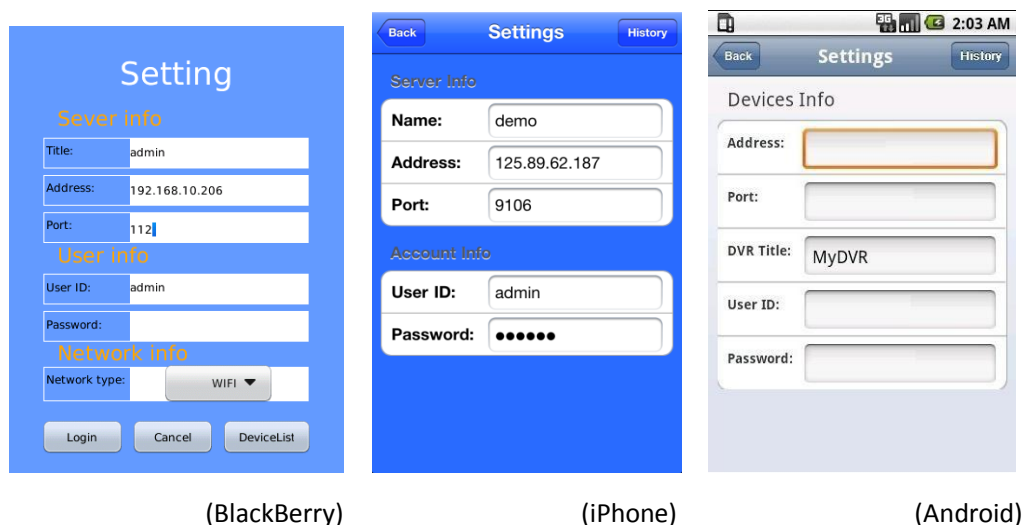 Setting
Sever info
Title: admin
Address: 192.168.10.206
Port: 112
User info
User ID: admin
Password:
Network info
Network type: WIFI
Login Cancel DeviceList
(BlackBerry)
Back Settings History
Server Info
Name: demo
Address: 125.89.62.187
Port: 9106
Account Info
User ID: admin
Password: ●●●●●●
(iPhone)
3G 2:03 AM
Back Settings History
Devices Info
Address:
Port:
DVR Title: MyDVR
User ID:
Password:
(Android)